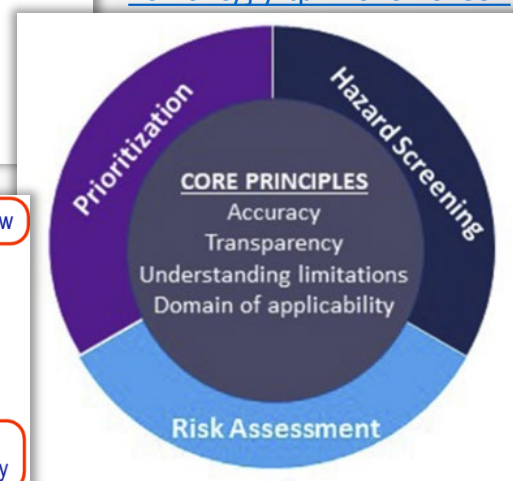 Prioritization
Hazard Screening
CORE PRINCIPLES
Accuracy
Transparency
Understanding limitations
Domain of applicability
Risk Assessment